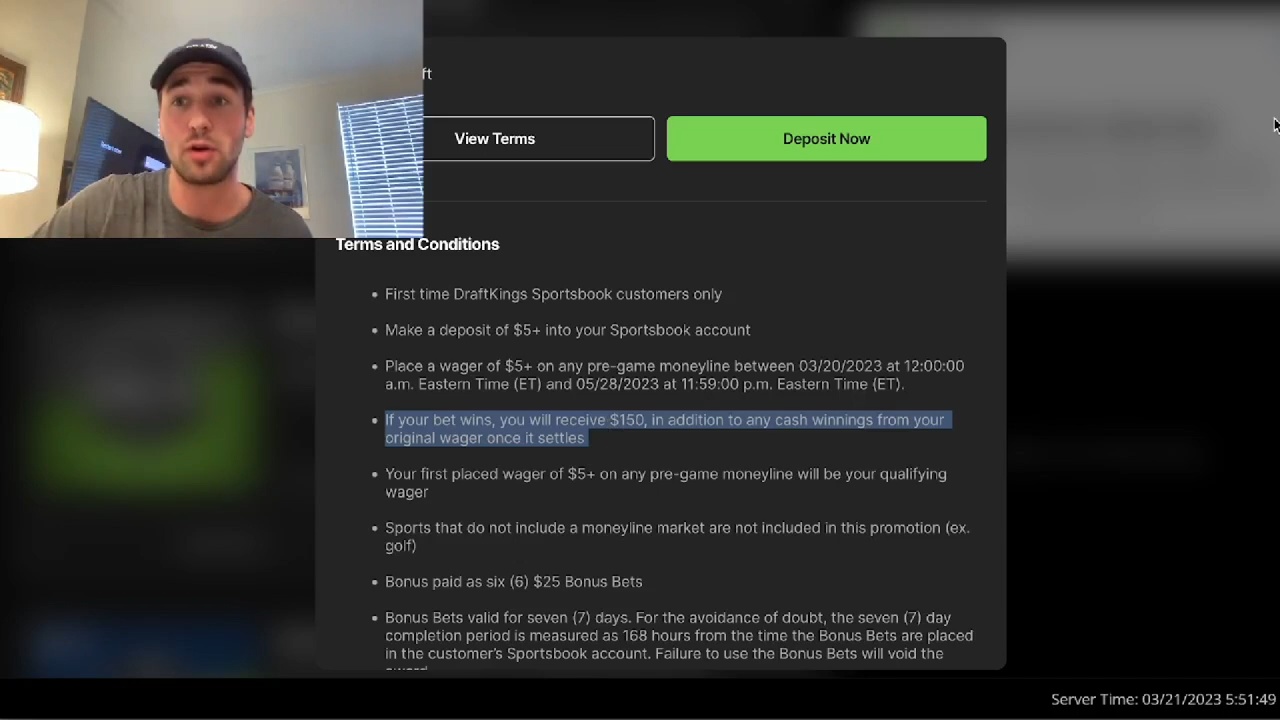 ft
View Terms
Deposit Now
Terms and Conditions
• First time DraftKings Sportsbook customers only
• Make a deposit of $5+ into your Sportsbook account
• Place a wager of $5+ on any pre-game moneyline between 03/20/2023 at 12:00:00
a.m. Eastern Time (ET) and 05/28/2023 at 11:59:00 p.m. Eastern Time (ET).
• If your bet wins, you will receive $150, in addition to any cash winnings from your
original wager once it settles
• Your first placed wager of $5+ on any pre-game moneyline will be your qualifying
wager
• Sports that do not include a moneyline market are not included in this promotion (ex.
golf)
• Bonus paid as six (6) $25 Bonus Bets
• Bonus Bets valid for seven (7) days. For the avoidance of doubt, the seven (7) day
completion period is measured as 168 hours from the time the Bonus Bets are placed
in the customer's Sportsbook account. Failure to use the Bonus Bets will void the
Server Time: 03/21/2023 5:51:49